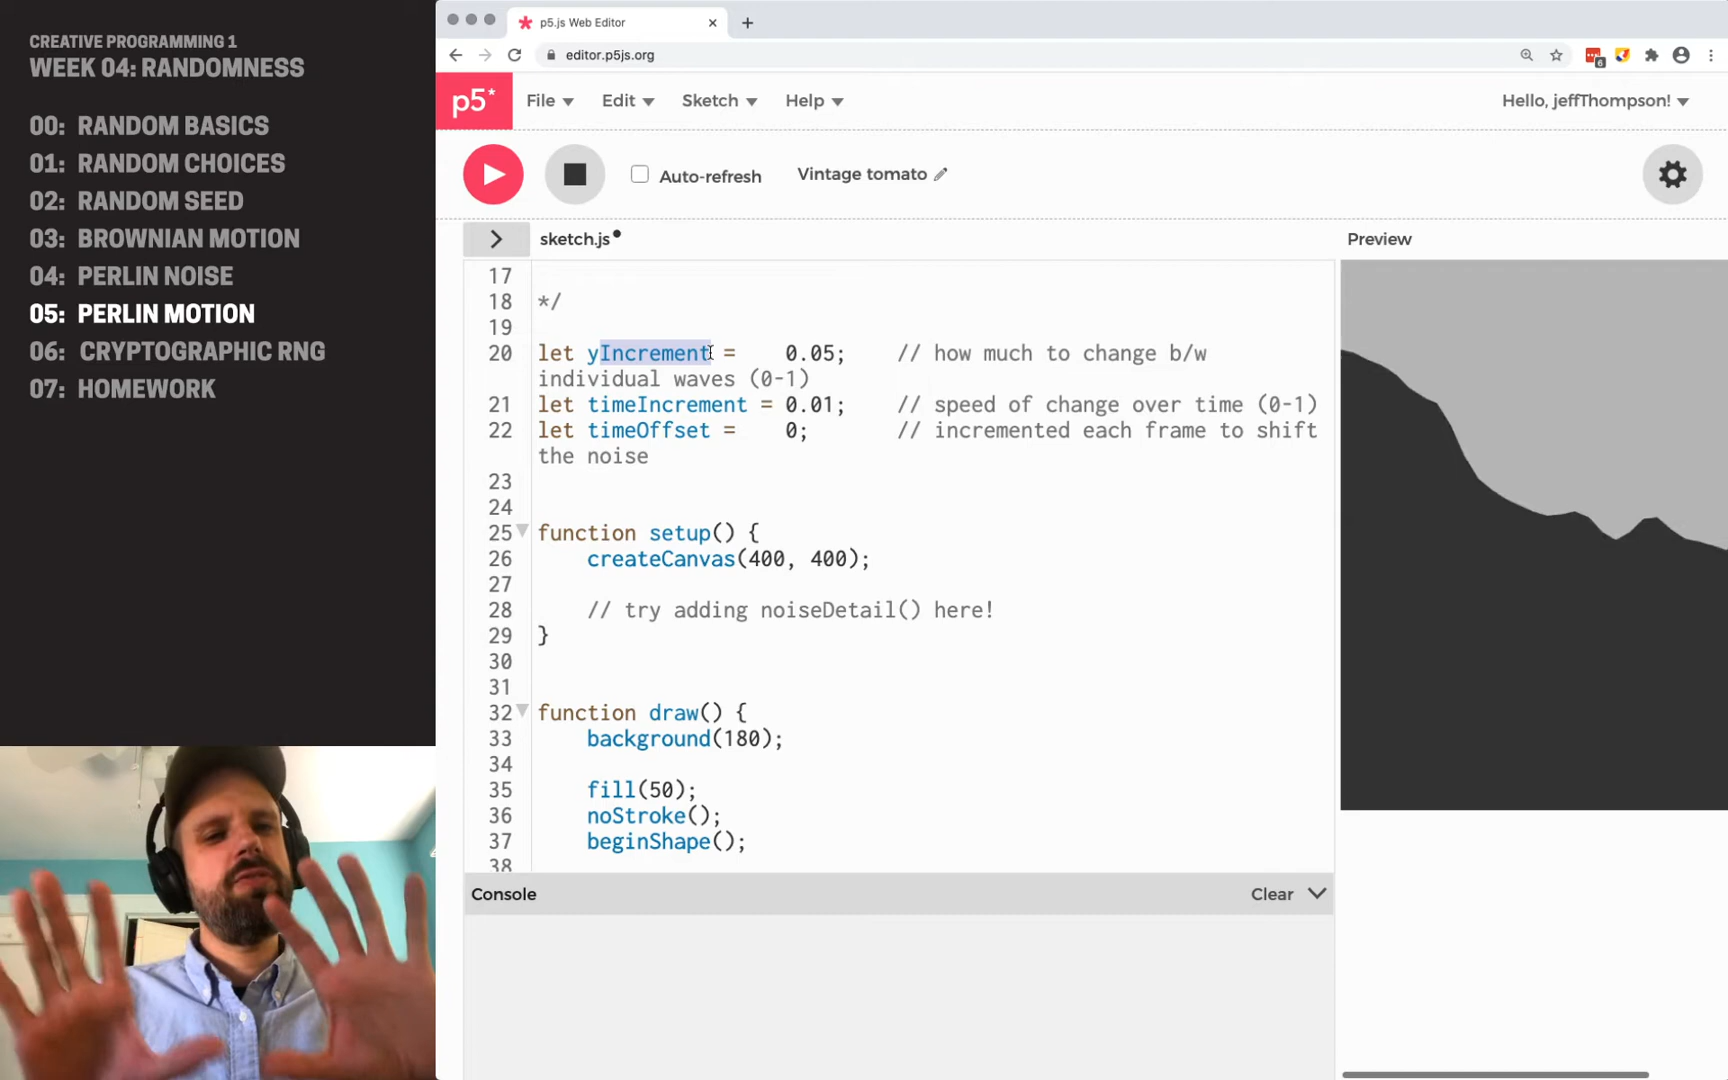 CREATIVE PROGRAMMING 1
WEEK 04: RANDOMNESS
00: RANDOM BASICS
01: RANDOM CHOICES
02: RANDOM SEED
03: BROWNIAN MOTION
04: PERLIN NOISE
05: PERLIN MOTION
06: CRYPTOGRAPHIC RNG
07: HOMEWORK
p5.js Web Editor
editor.p5js.org
6
p5*
File
Edit
Sketch
Help
Hello, jeffThompson!
Auto-refresh
Vintage tomato
sketch.js
Preview
17
18 */
19
20 let yIncrement = 0.05; // how much to change b/w
individual waves (0-1)
21 let timeIncrement = 0.01; // speed of change over time (0-1)
22 let timeOffset = 0; // incremented each frame to shift
the noise
23
24
25 function setup() {
26 createCanvas(400, 400);
27
28 // try adding noiseDetail() here!
29 }
30
31
32 function draw() {
33 background(180);
34
35 fill(50);
36 noStroke();
37 beginShape();
38
Console
Clear